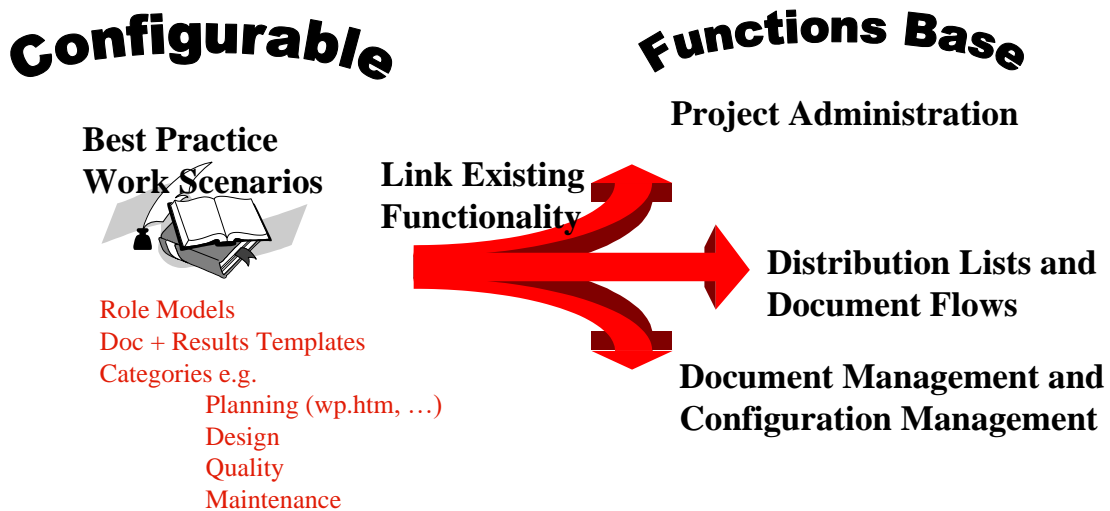 Configurable
Best Practice
Work Scenarios
Role Models
Doc + Results Templates
Categories e.g.
Planning (wp.htm, …)
Design
Quality
Maintenance
Link Existing
Functionality
Functions Base
Project Administration
Distribution Lists and
Document Flows
Document Management and
Configuration Management